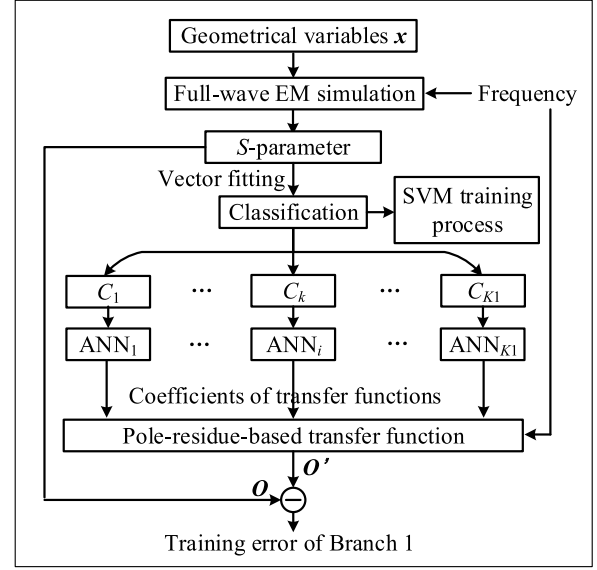 Geometrical variables x
Full-wave EM simulation
Frequency
S-parameter
Vector fitting
Classification
SVM training
process
C1 ... Ck ... CK1
ANN1 ... ANNi ... ANNK1
Coefficients of transfer functions
Pole-residue-based transfer function
O'
O
−
Training error of Branch 1